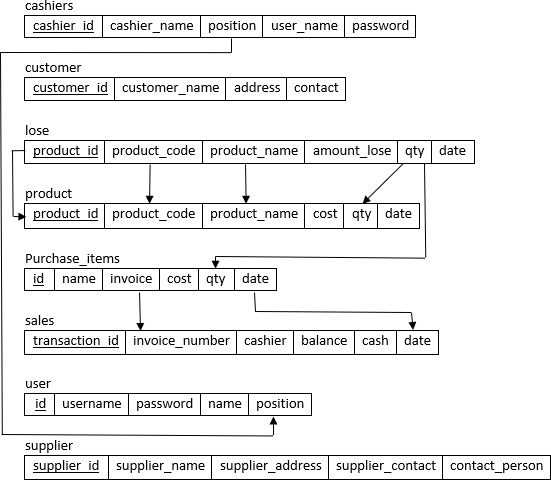 cashiers
cashier_id cashier_name position user_name password
customer
customer_id customer_name address contact
lose
product_id product_code product_name amount_lose qty date
product
product_id product_code product_name cost qty date
Purchase_items
id name invoice cost qty date
sales
transaction_id invoice_number cashier balance cash date
user
id username password name position
supplier
supplier_id supplier_name supplier_address supplier_contact contact_person